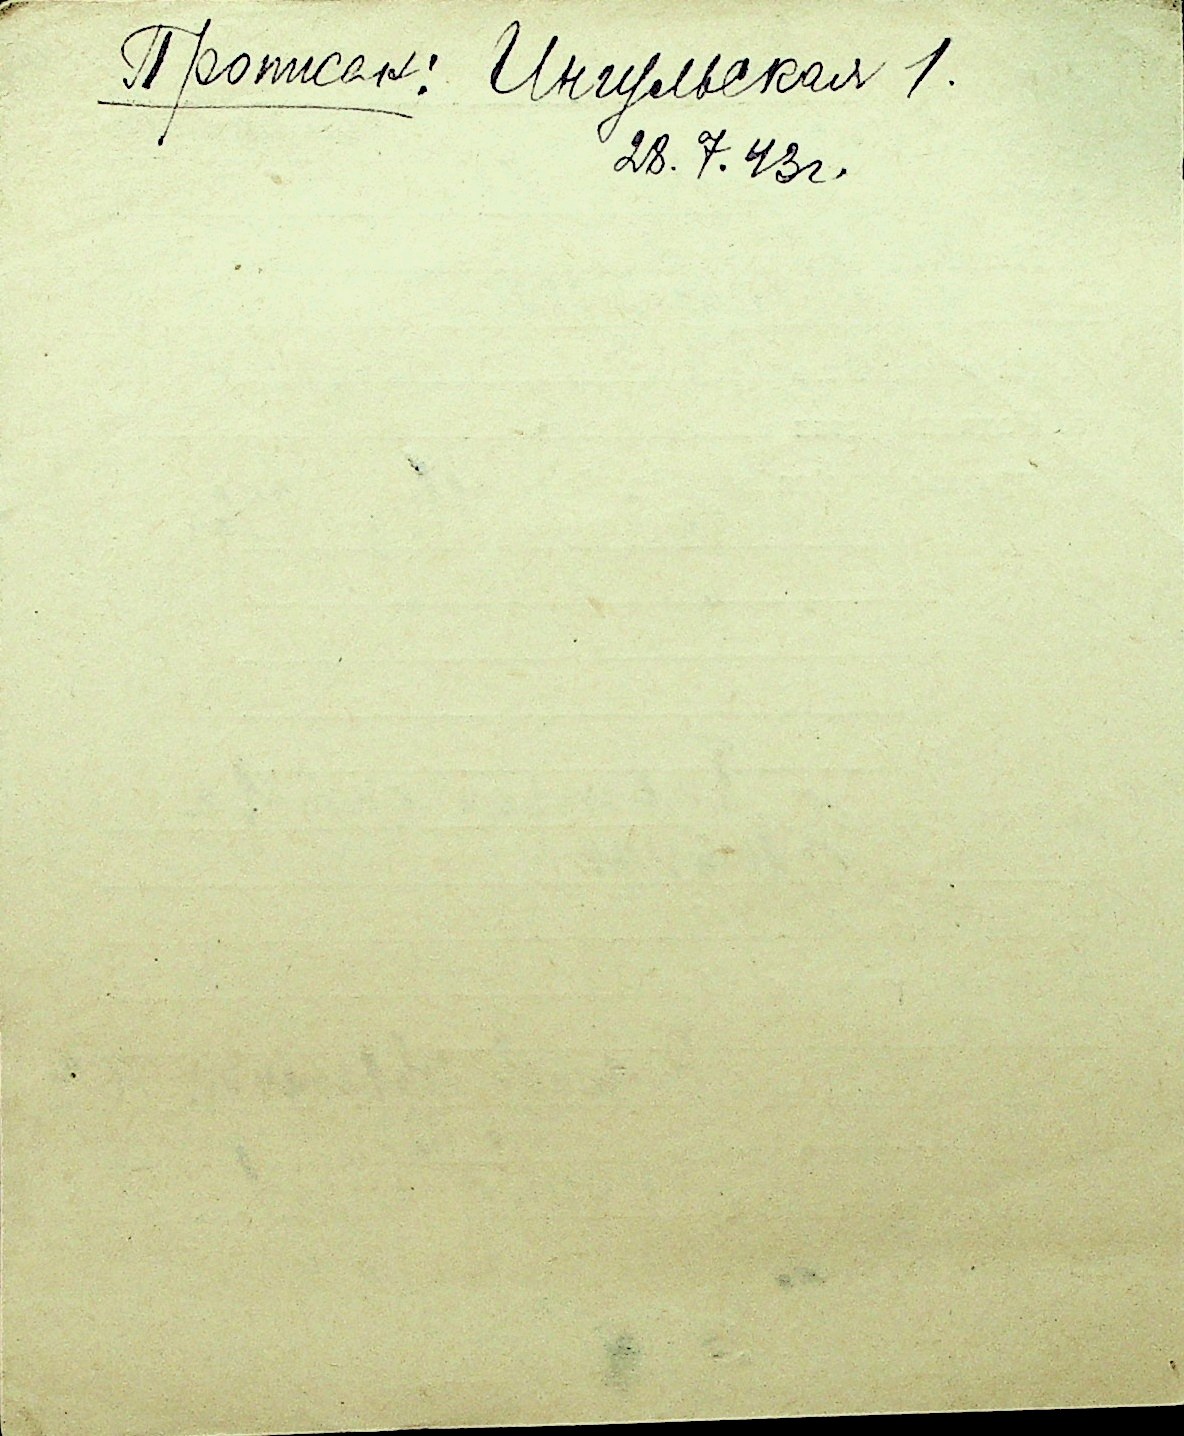 Прописан: Ингульская 1.
28. 7. 43г.